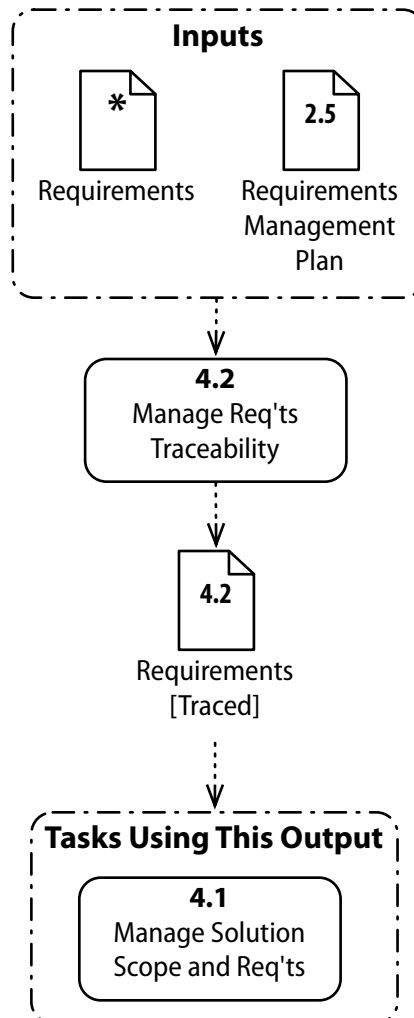 Inputs
*
2.5
Requirements
Requirements
Management
Plan
4.2
Manage Req'ts
Traceability
4.2
Requirements
[Traced]
Tasks Using This Output
4.1
Manage Solution
Scope and Req'ts